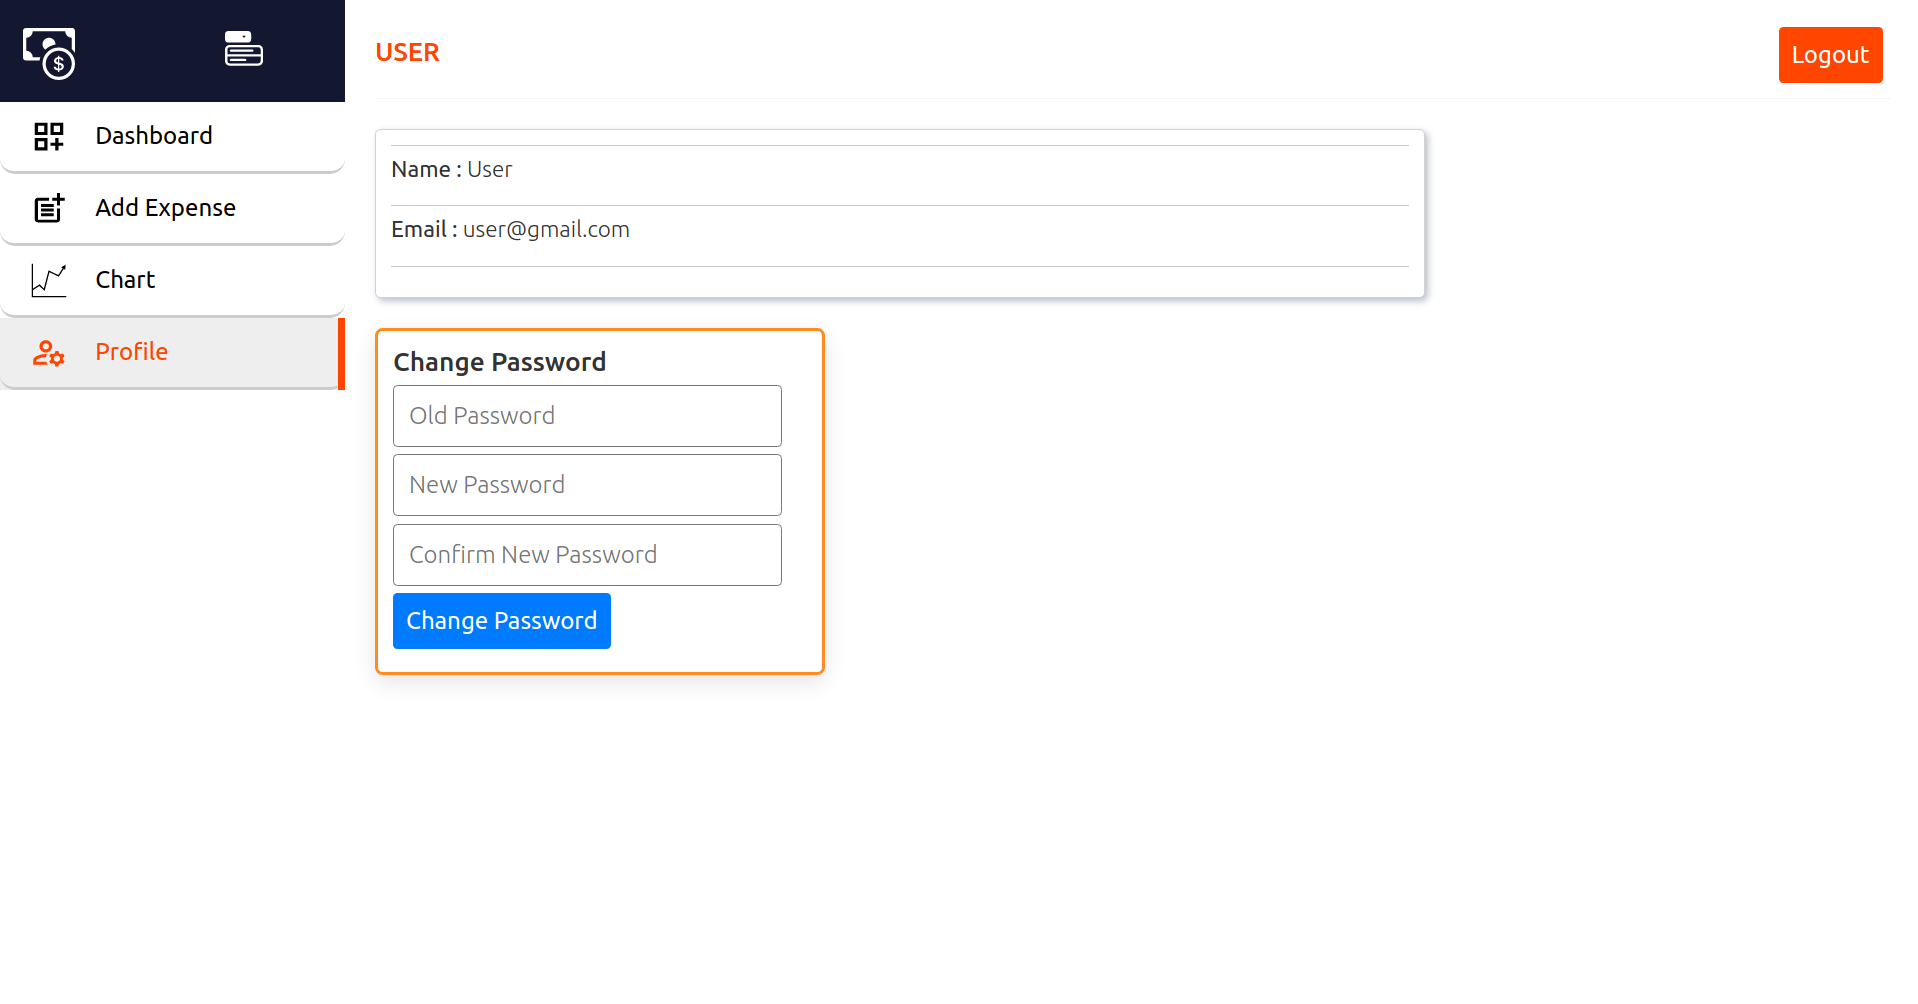 USER
Logout
Dashboard
Add Expense
Chart
Profile
Name : User
Email : user@gmail.com
Change Password
Old Password
New Password
Confirm New Password
Change Password